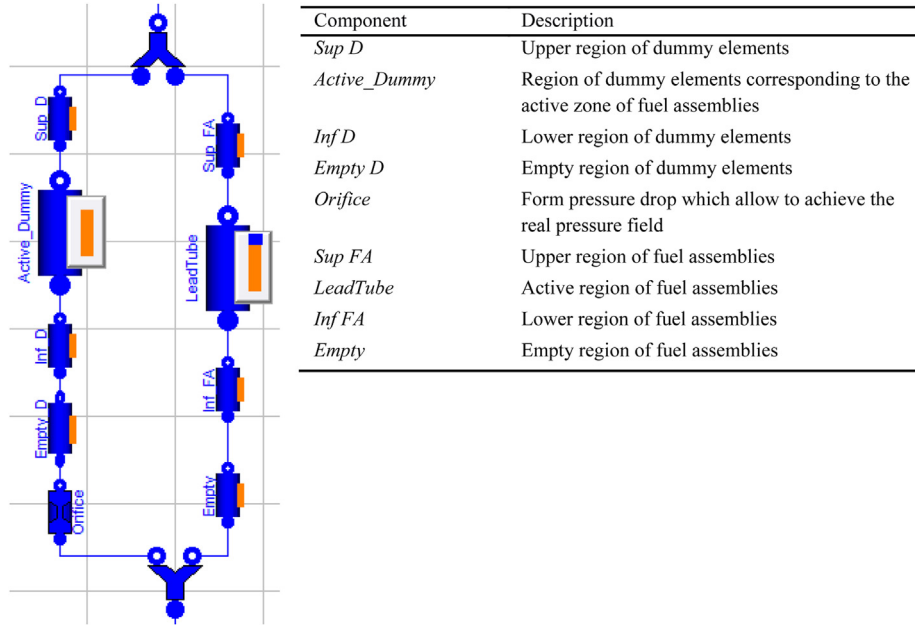 Sup_D
Active_Dummy
Inf_D
Empty_D
Orifice
Sup_FA
LeadTube
Inf_FA
Empty
Component Description
Sup D Upper region of dummy elements
Active_Dummy Region of dummy elements corresponding to the
active zone of fuel assemblies
Inf D Lower region of dummy elements
Empty D Empty region of dummy elements
Orifice Form pressure drop which allow to achieve the
real pressure field
Sup FA Upper region of fuel assemblies
LeadTube Active region of fuel assemblies
Inf FA Lower region of fuel assemblies
Empty Empty region of fuel assemblies